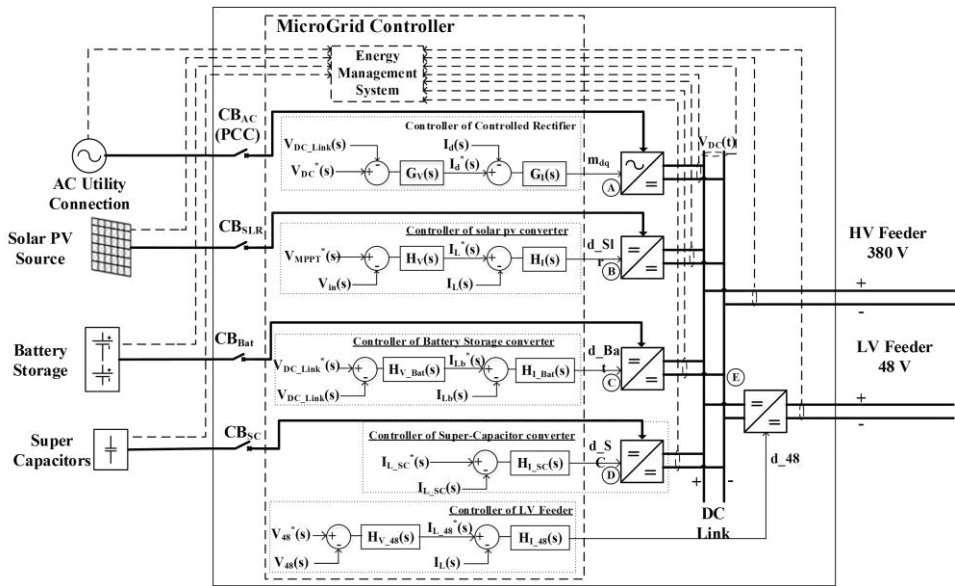 MicroGrid Controller
Energy
Management
System
CB_AC
(PCC)
AC Utility
Connection
Controller of Controlled Rectifier
V_DC_Link(s)
V_DC*(s)
+
-
G_V(s)
I_d(s)
I_d*(s)
+
-
G_I(s)
m_dq
A
V_DC(t)
Solar PV
Source
CB_SLR
Controller of solar pv converter
V_MPPT*(s)
+
-
V_in(s)
H_V(s)
I_L*(s)
+
-
I_L(s)
H_I(s)
d_Sl
r
B
HV Feeder
380 V
+
-
Battery
Storage
CB_Bat
Controller of Battery Storage converter
V_DC_Link*(s)
+
-
V_DC_Link(s)
H_V_Bat(s)
I_Lb*(s)
+
-
I_Lb(s)
H_I_Bat(s)
d_Ba
t
C
E
LV Feeder
48 V
+
-
Super
Capacitors
CB_SC
Controller of Super-Capacitor converter
I_L_SC*(s)
+
-
I_L_SC(s)
H_I_SC(s)
d_S
C
D
d_48
+
-
DC
Link
Controller of LV Feeder
V_48*(s)
+
-
V_48(s)
H_V_48(s)
I_L_48*(s)
+
-
I_L(s)
H_I_48(s)